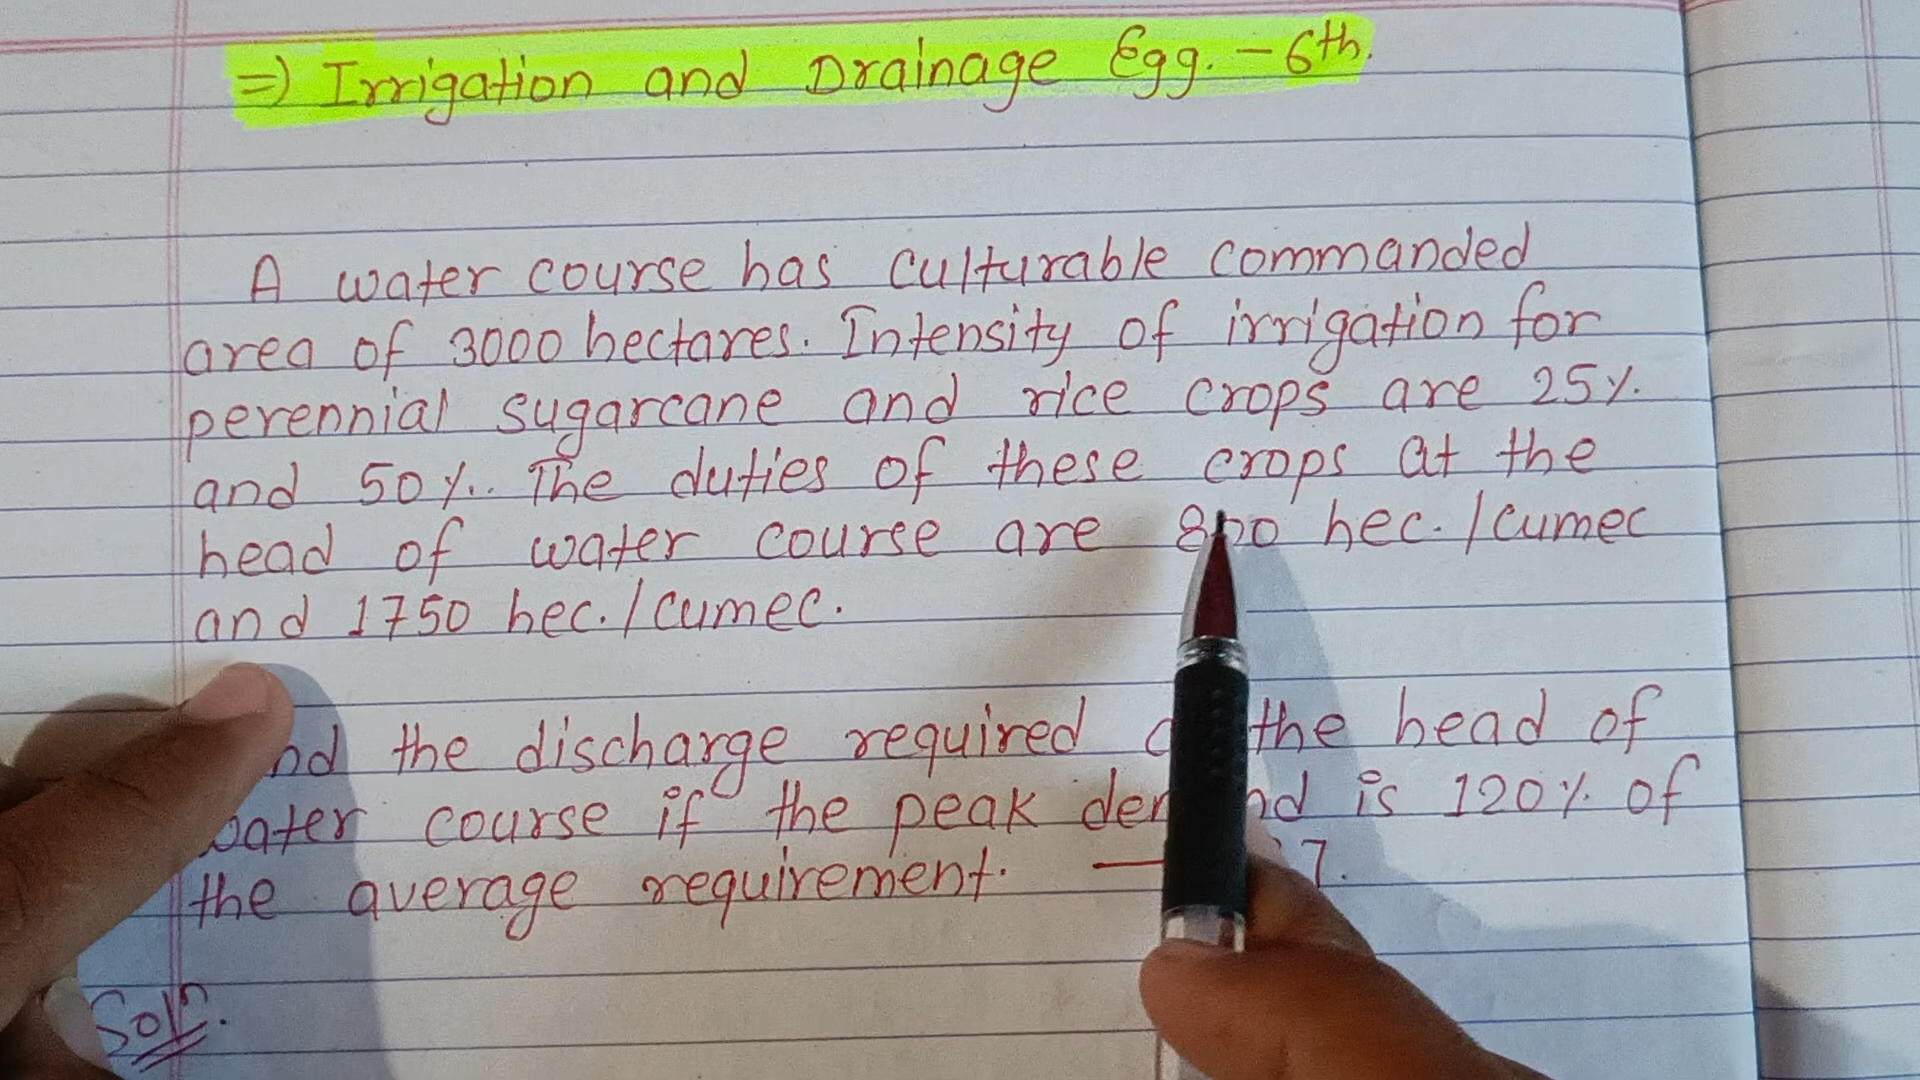 =) Irrigation and Drainage Egg. - 6th.
A water course has culturable commanded
area of 3000 hectares. Intensity of irrigation for
perennial sugarcane and rice crops are 25%
and 50%. The duties of these crops at the
head of water course are hec./cumec
and 1750 hec./cumec.
the discharge required the head of
course if the peak is 120% of
the average requirement.
Soln.